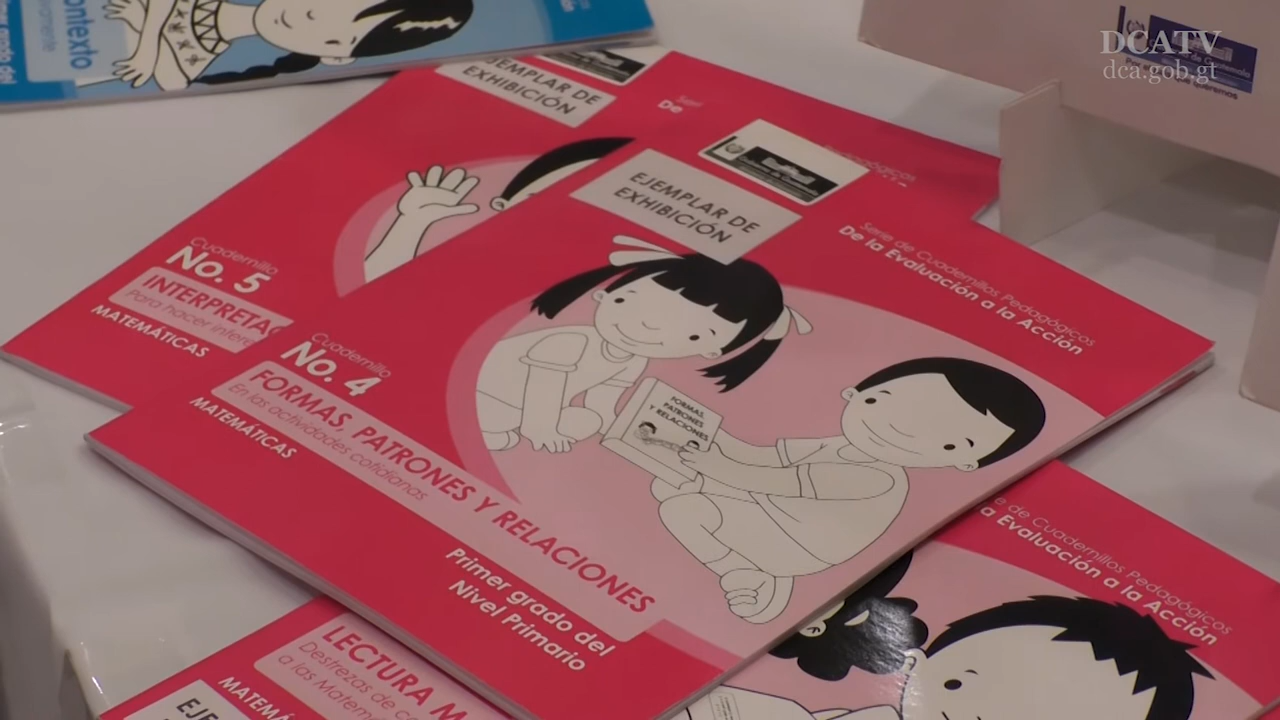 ontexto
DCATV
dca.gob.gt
EJEMPLAR DE
EXHIBICIÓN
De
Pedagógicos
Cuadernillo
No. 5
INTERPRETAC
Para hacer infere
MATEMÁTICAS
EJEMPLAR DE
EXHIBICIÓN
Serie de Cuadernillos Pedagógicos
De la Evaluación a la Acción
FORMAS,
PATRONES
Y RELACIONES
Cuadernillo
No. 4
FORMAS, PATRONES Y RELACIONES
En las actividades cotidianas
MATEMÁTICAS
Primer grado del
Nivel Primario
e de Cuadernillos Pedagógicos
a Evaluación a la Acción
LECTURA M
Destrezas de c
a las Matem
MATEMÁ
EJE